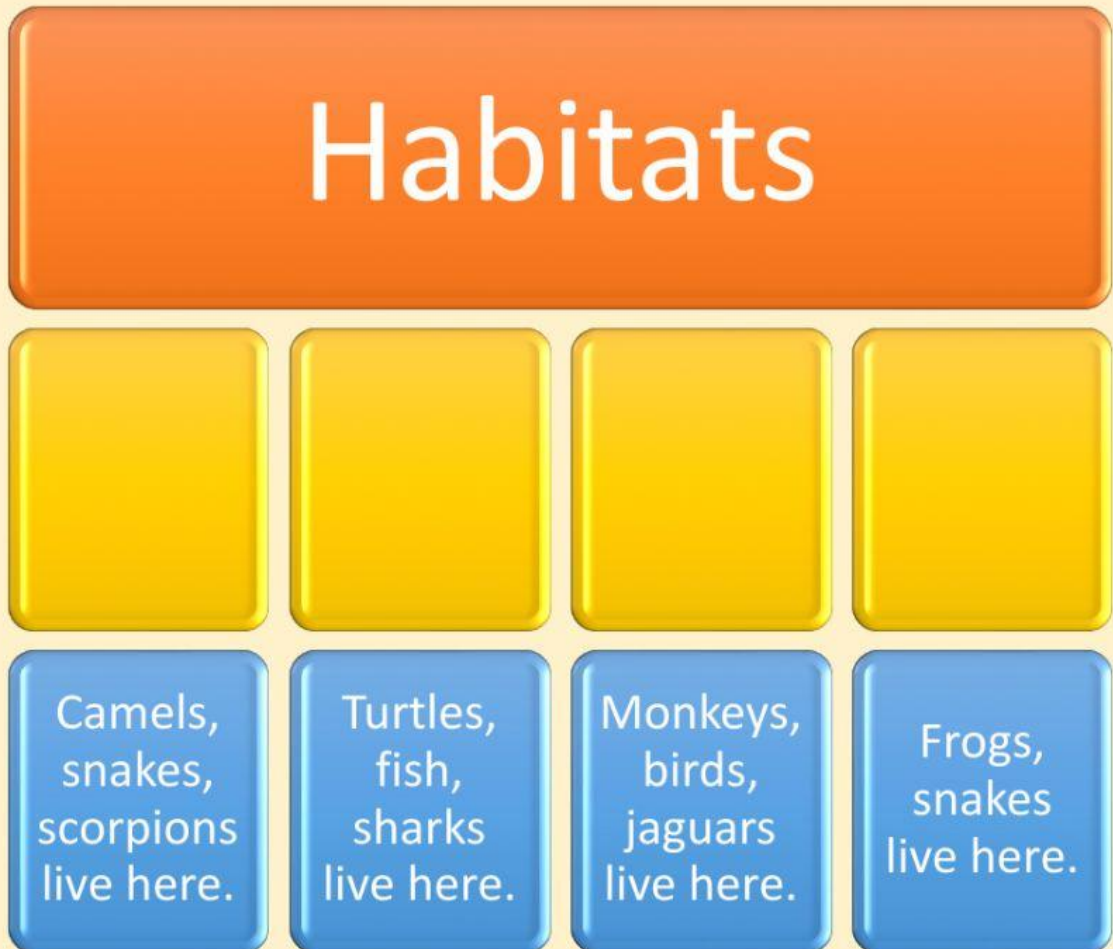 Habitats
Camels,
snakes,
scorpions
live here.
Turtles,
fish,
sharks
live here.
Monkeys,
birds,
jaguars
live here.
Frogs,
snakes
live here.